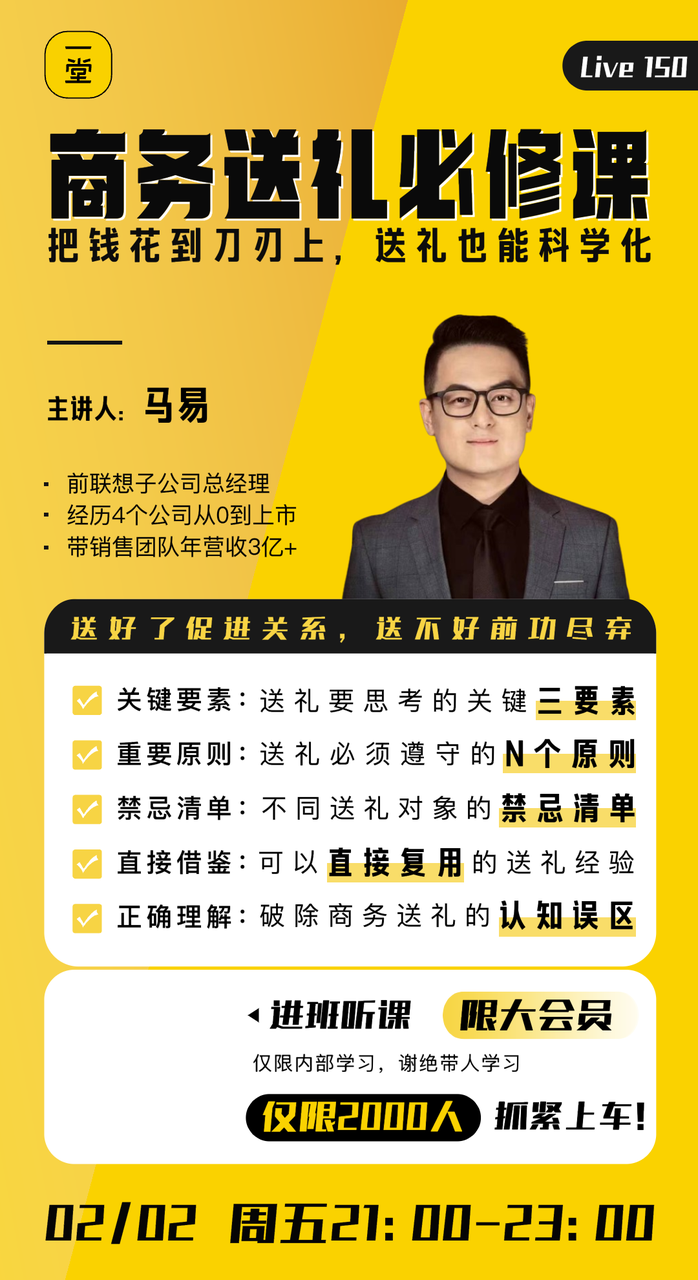 一堂
Live 150
商务送礼必修课
把钱花到刀刃上，送礼也能科学化
主讲人：马易
· 前联想子公司总经理
· 经历4个公司从0到上市
· 带销售团队年营收3亿+
送好了促进关系，送不好前功尽弃
关键要素：送礼要思考的关键三要素
重要原则：送礼必须遵守的N个原则
禁忌清单：不同送礼对象的禁忌清单
直接借鉴：可以直接复用的送礼经验
正确理解：破除商务送礼的认知误区
进班听课 限大会员
仅限内部学习，谢绝带人学习
仅限2000人 抓紧上车!
02/02 周五21:00-23:00